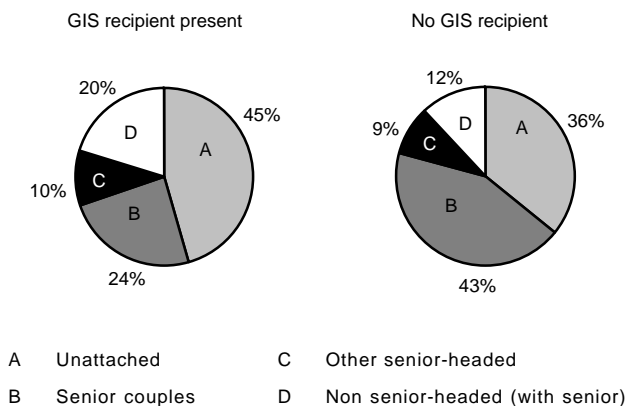 GIS recipient present
No GIS recipient
20%
D
45%
A
C
10%
B
24%
12%
D
A
36%
9%
C
B
43%
A Unattached C Other senior-headed
B Senior couples D Non senior-headed (with senior)